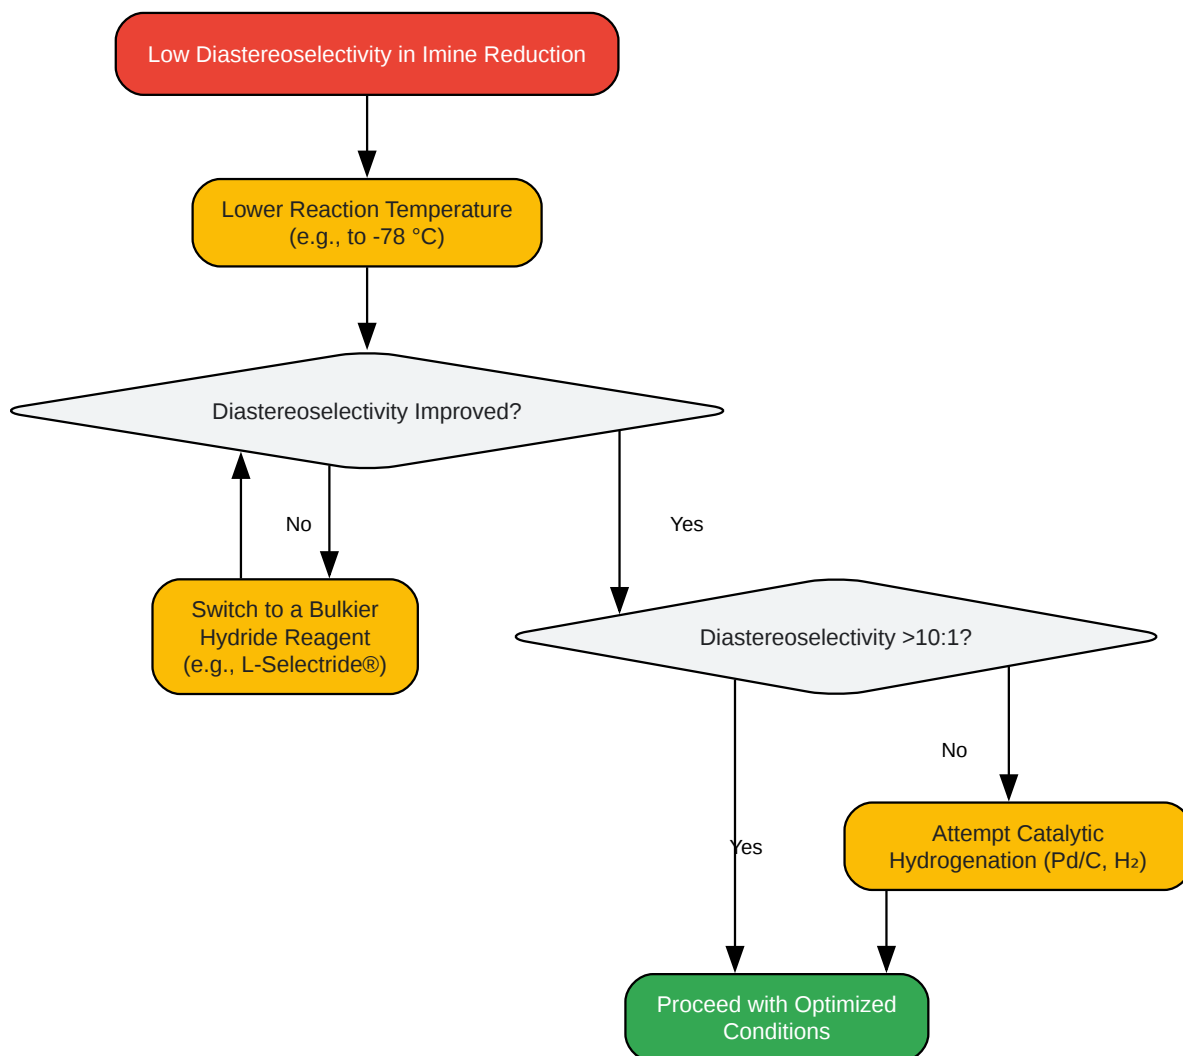 Low Diastereoselectivity in Imine Reduction
Lower Reaction Temperature
(e.g., to -78 °C)
Diastereoselectivity Improved?
No
Yes
Switch to a Bulkier
Hydride Reagent
(e.g., L-Selectride®)
Diastereoselectivity >10:1?
No
Yes
Attempt Catalytic
Hydrogenation (Pd/C, H₂)
Proceed with Optimized
Conditions